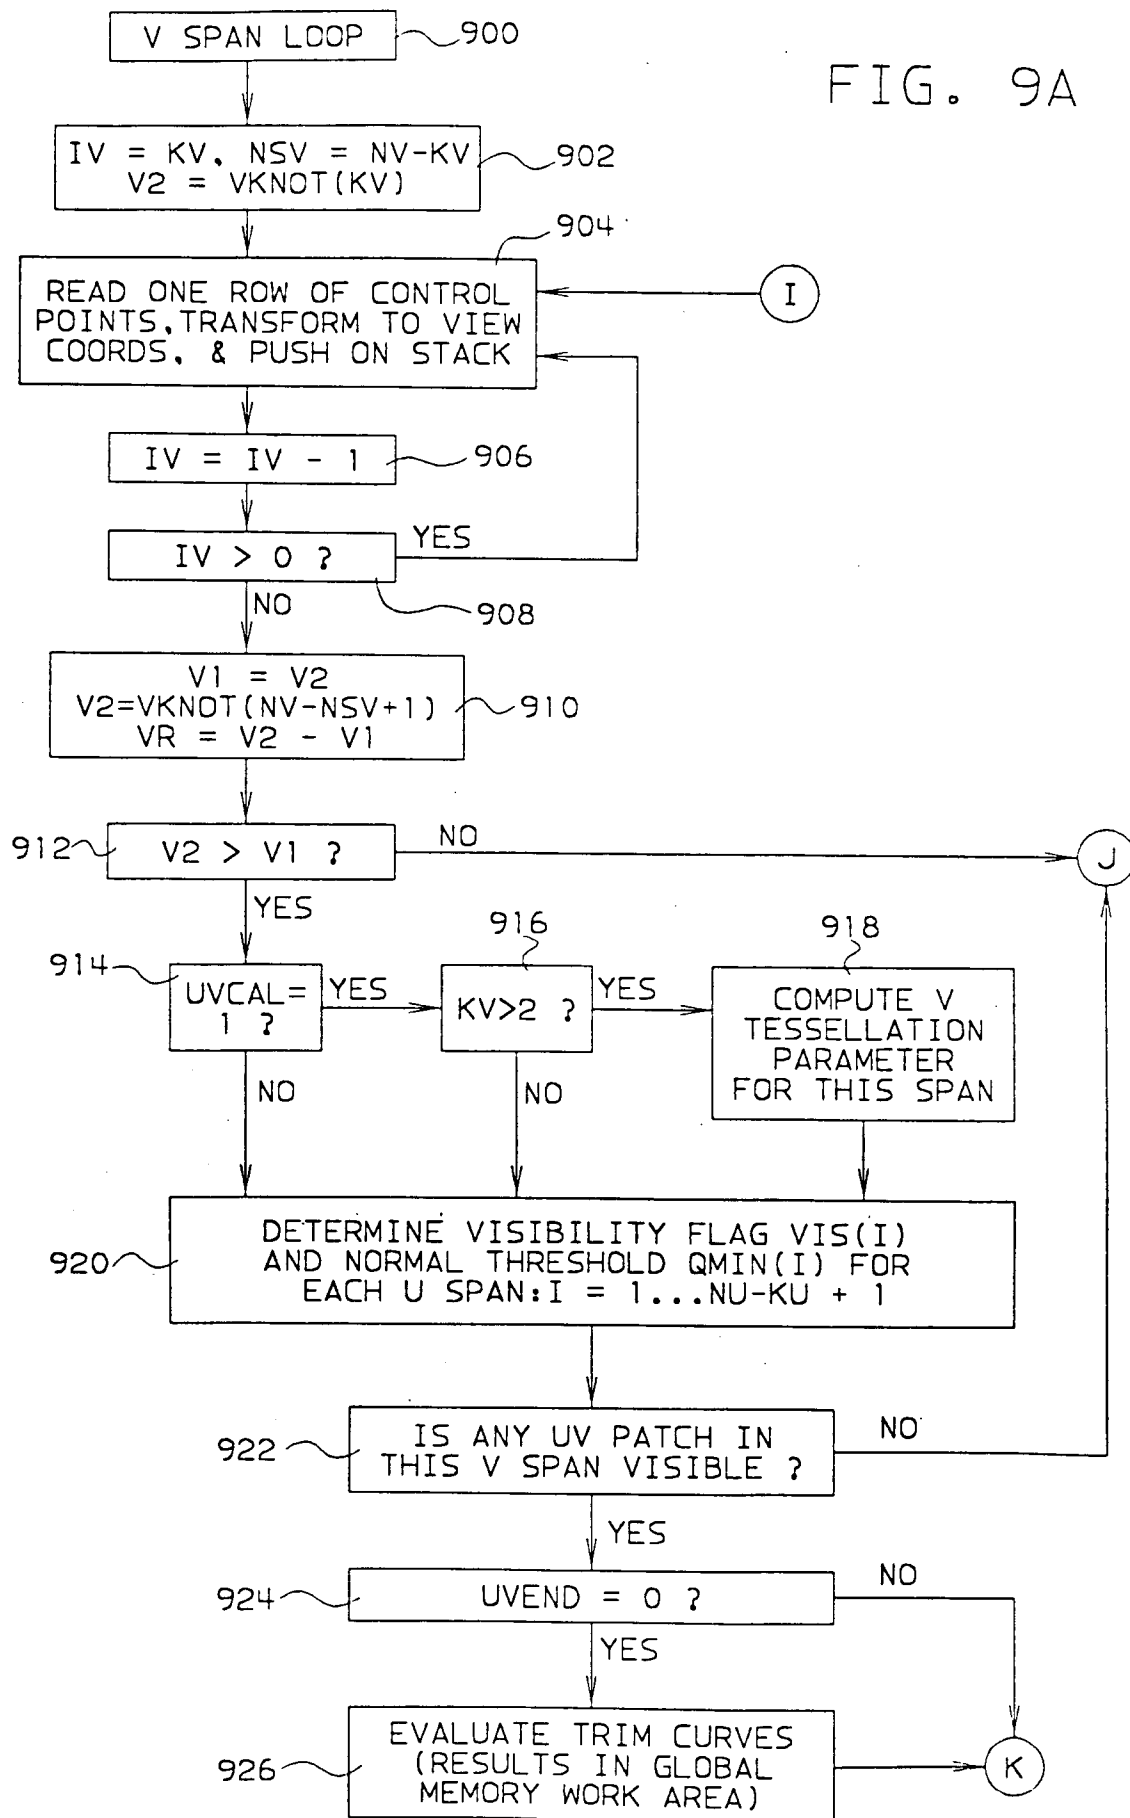 V SPAN LOOP
900
FIG. 9A
IV = KV, NSV = NV-KV
V2 = VKNOT(KV)
902
904
READ ONE ROW OF CONTROL
POINTS,TRANSFORM TO VIEW
COORDS, & PUSH ON STACK
I
IV = IV - 1
906
IV > 0 ?
YES
908
NO
V1 = V2
V2=VKNOT(NV-NSV+1)
VR = V2 - V1
910
912
V2 > V1 ?
NO
J
YES
914
UVCAL=
1 ?
YES
916
KV>2 ?
YES
918
COMPUTE V
TESSELLATION
PARAMETER
FOR THIS SPAN
NO
NO
920
DETERMINE VISIBILITY FLAG VIS(I)
AND NORMAL THRESHOLD QMIN(I) FOR
EACH U SPAN:I = 1...NU-KU + 1
922
IS ANY UV PATCH IN
THIS V SPAN VISIBLE ?
NO
YES
924
UVEND = 0 ?
NO
YES
926
EVALUATE TRIM CURVES
(RESULTS IN GLOBAL
MEMORY WORK AREA)
K